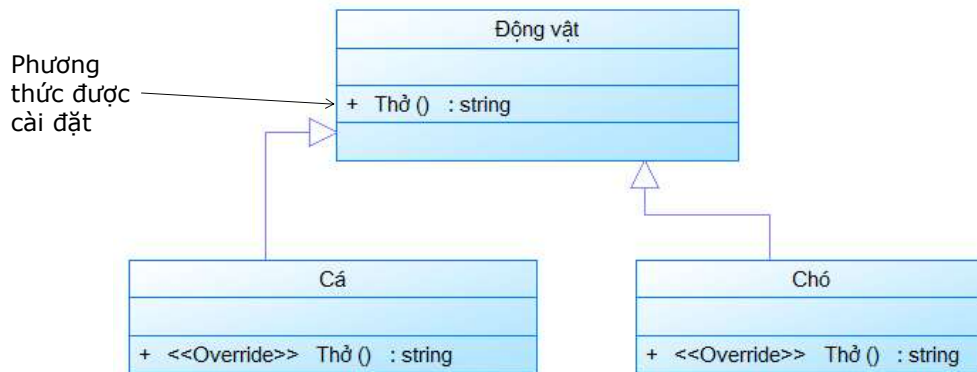 Động vật
Phương
thức được
cài đặt
+ Thở () : string
Cá
+ <<Override>> Thở () : string
Chó
+ <<Override>> Thở () : string